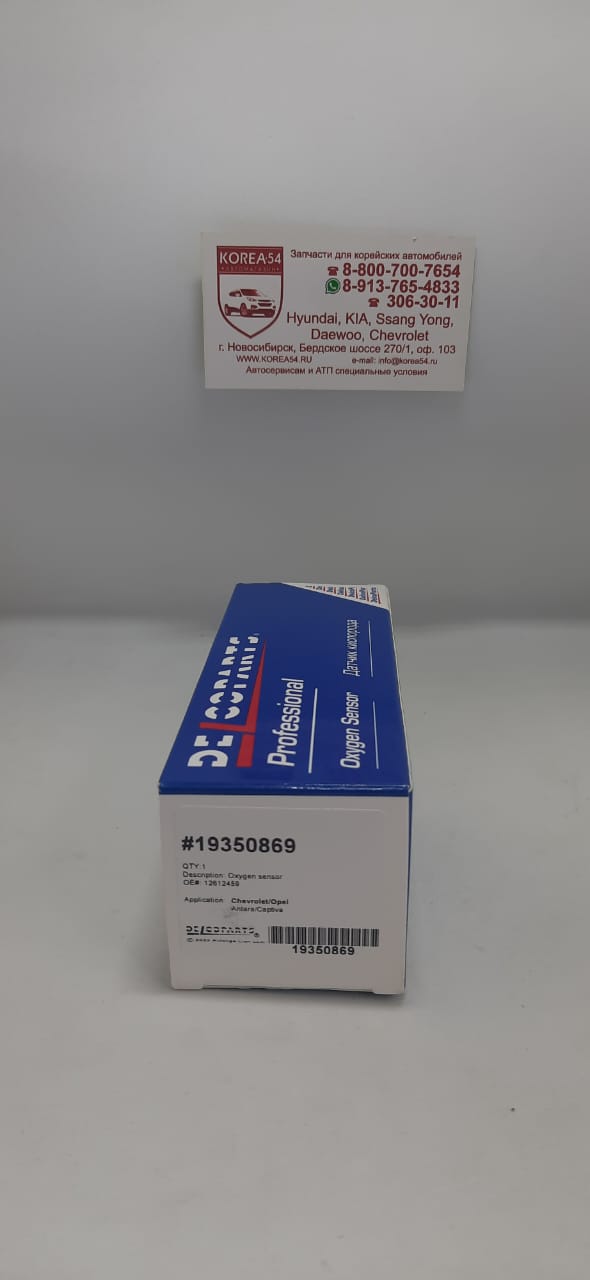 KOREA54
АВТОМАГАЗИН
Запчасти для корейских автомобилей
8-800-700-7654
8-913-765-4833
306-30-11
Hyundai, KIA, Ssang Yong,
Daewoo, Chevrolet
г. Новосибирск, Бердское шоссе 270/1, оф. 103
WWW.KOREA54.RU e-mail: info@korea54.ru
Автосервисам и АТП специальные условия
DELCOPARTS
Professional
Oxygen Sensor Датчик кислорода
#19350869
QTY:1
Description: Oxygen sensor
OE#: 12612459
Application: Chevrolet/Opel
Antara/Captiva
DELCOPARTS®
19350869